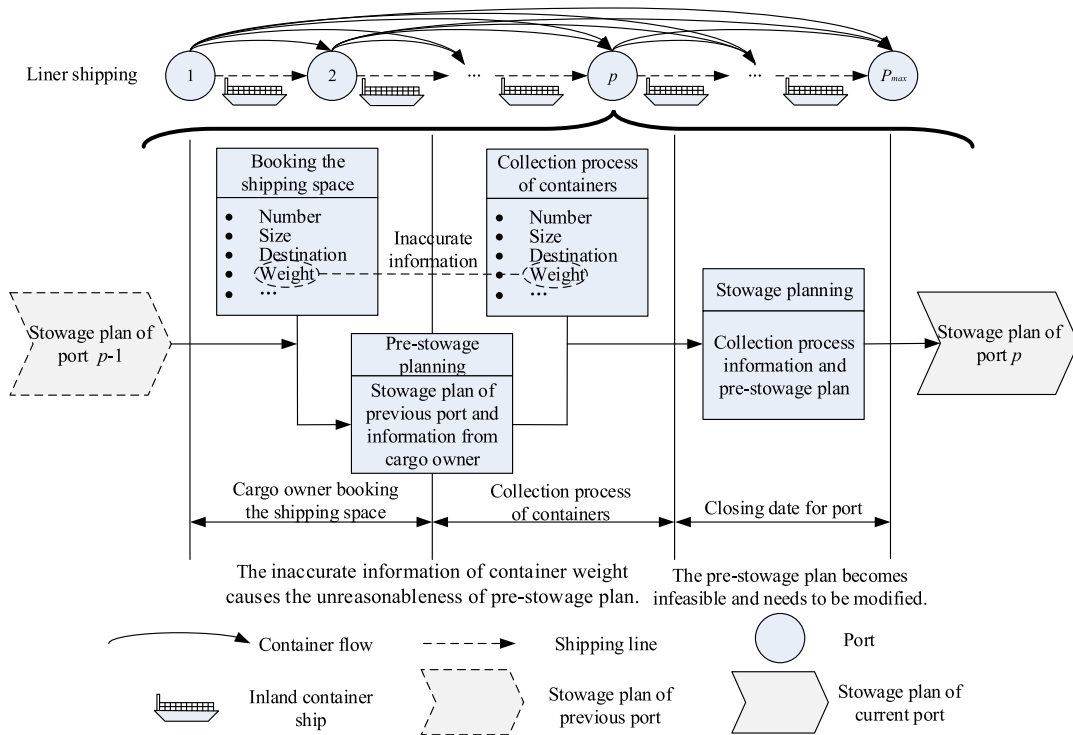 Liner shipping
1
2
...
p
...
Pmax
Booking the
shipping space
• Number
• Size
• Destination
• Weight
• ...
Inaccurate
information
Collection process
of containers
• Number
• Size
• Destination
• Weight
• ...
Stowage plan of
port p-1
Pre-stowage
planning
Stowage plan of
previous port and
information from
cargo owner
Stowage planning
Collection process
information and
pre-stowage plan
Stowage plan of
port p
Cargo owner booking
the shipping space
Collection process
of containers
Closing date for port
The inaccurate information of container weight
causes the unreasonableness of pre-stowage plan.
The pre-stowage plan becomes
infeasible and needs to be modified.
Container flow
Shipping line
Port
Inland container
ship
Stowage plan of
previous port
Stowage plan of
current port